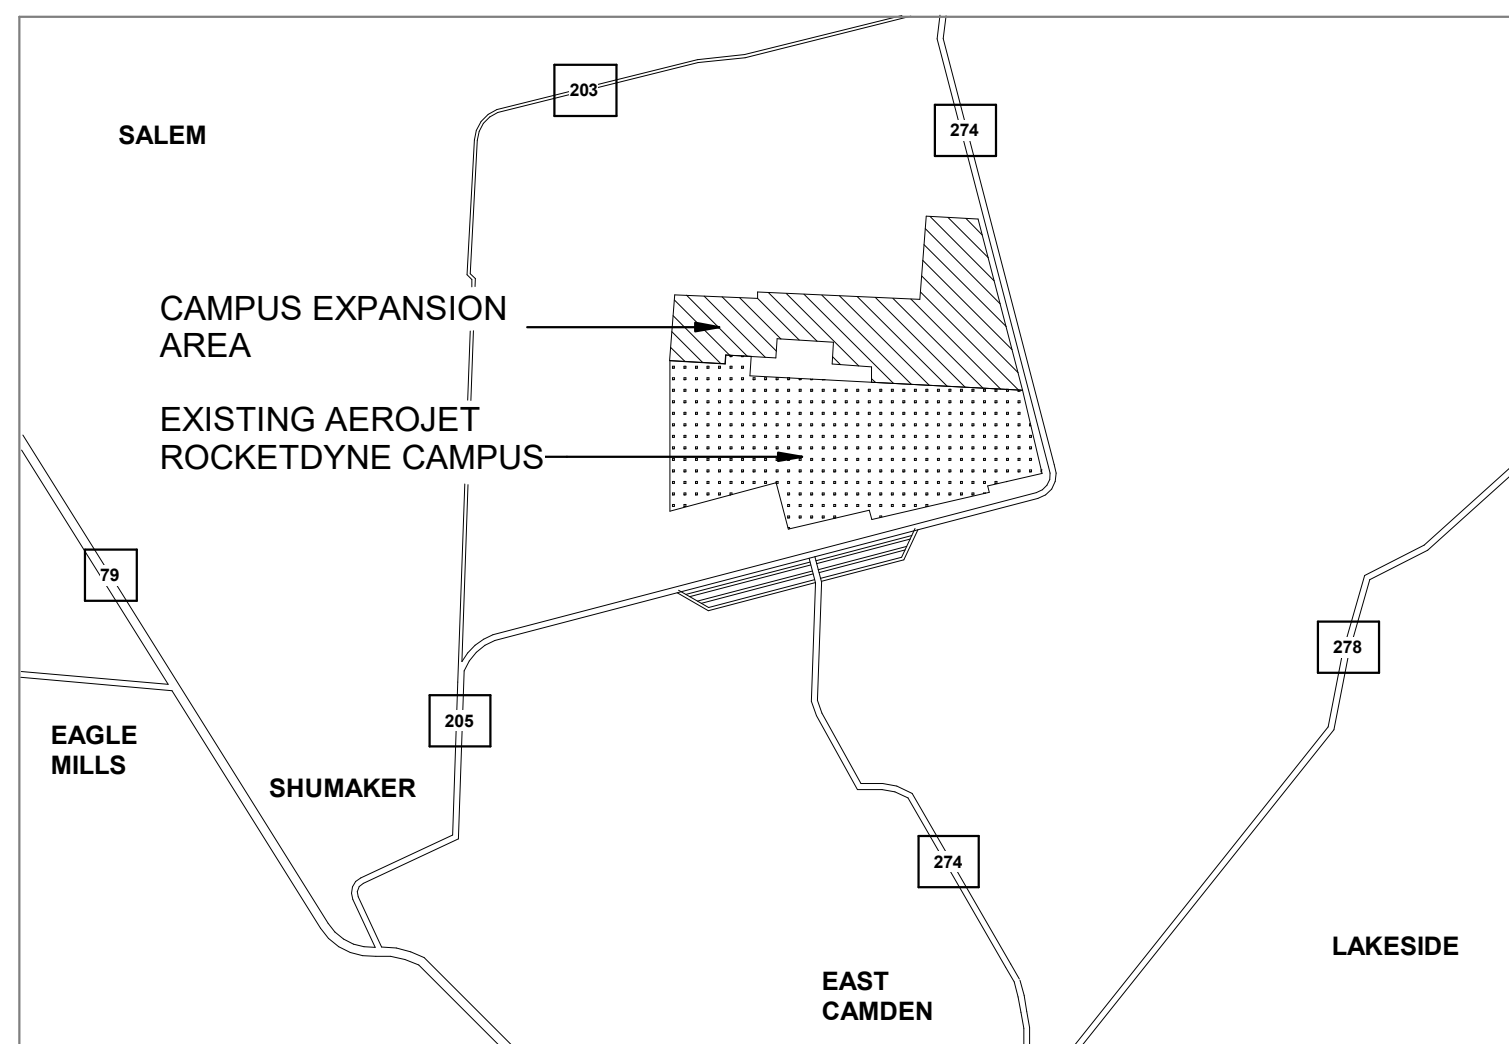 203
274
SALEM
CAMPUS EXPANSION
AREA
EXISTING AEROJET
ROCKETDYNE CAMPUS
79
278
205
EAGLE
MILLS
SHUMAKER
274
LAKESIDE
EAST
CAMDEN